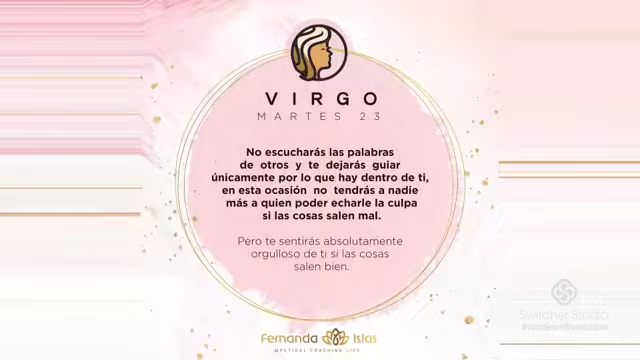 VIRGO
MARTES 23
No escucharás las palabras
de otros y te dejarás guiar
únicamente por lo que hay dentro de ti,
en esta ocasión no tendrás a nadie
más a quien poder echarle la culpa
si las cosas salen mal.
Pero te sentirás absolutamente
orgulloso de ti si las cosas
salen bien.
Fernanda Islas
MYSTICAL COACHING LIFE
Switcher Studio